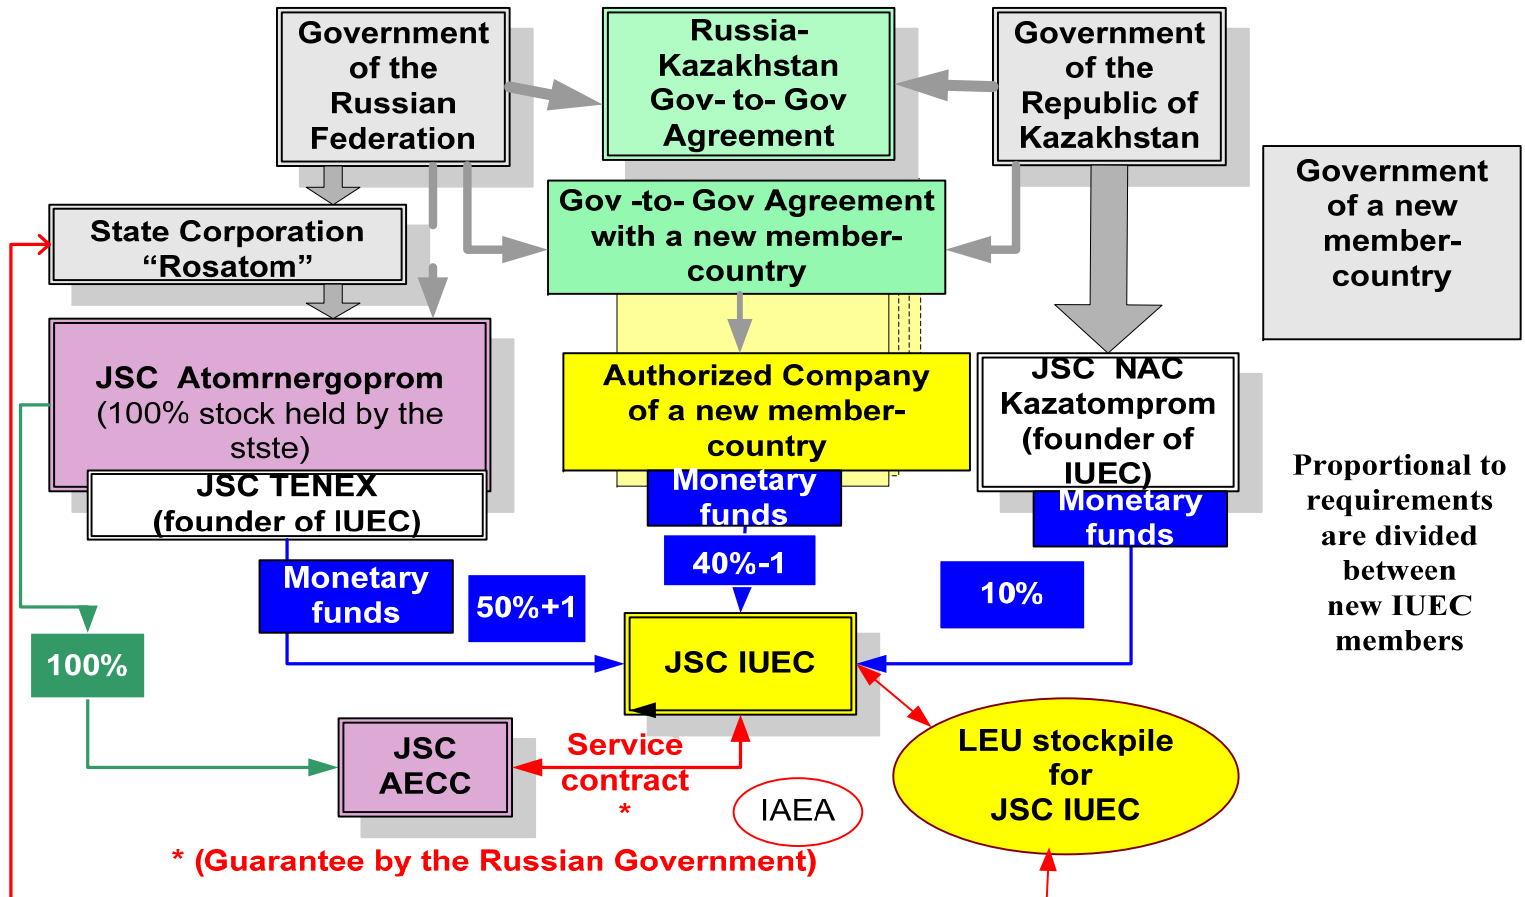 Government
of the
Russian
Federation
Russia-
Kazakhstan
Gov- to- Gov
Agreement
Government
of the
Republic of
Kazakhstan
Government
of a new
member-
country
State Corporation
“Rosatom”
Gov -to- Gov Agreement
with a new member-
country
JSC Atomrnergoprom
(100% stock held by the
stste)
JSC TENEX
(founder of IUEC)
Authorized Company
of a new member-
country
JSC NAC
Kazatomprom
(founder of
IUEC)
Proportional to
requirements
are divided
between
new IUEC
members
Monetary
funds
Monetary
funds
Monetary
funds
50%+1
40%-1
10%
100%
JSC IUEC
JSC
AECC
Service
contract
*
IAEA
LEU stockpile
for
JSC IUEC
* (Guarantee by the Russian Government)